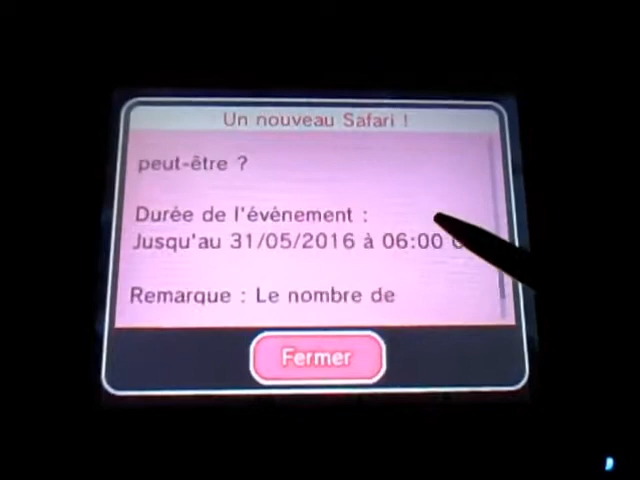 Un nouveau Safari !
peut-être ?
Durée de l'évènement :
Jusqu'au 31/05/2016 à 06:00
Remarque : Le nombre de
Fermer